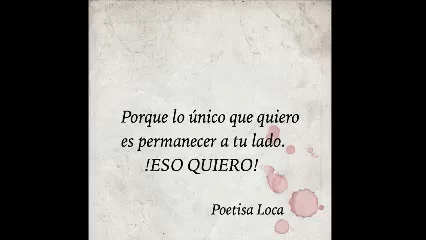 Porque lo único que quiero
es permanecer a tu lado.
!ESO QUIERO!
Poetisa Loca